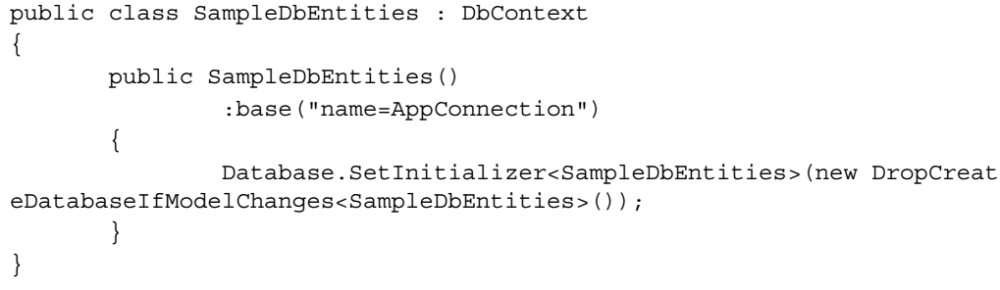 public class SampleDbEntities : DbContext
{
public SampleDbEntities()
:base("name=AppConnection")
{
Database.SetInitializer<SampleDbEntities>(new DropCreat
eDatabaseIfModelChanges<SampleDbEntities>());
}
}